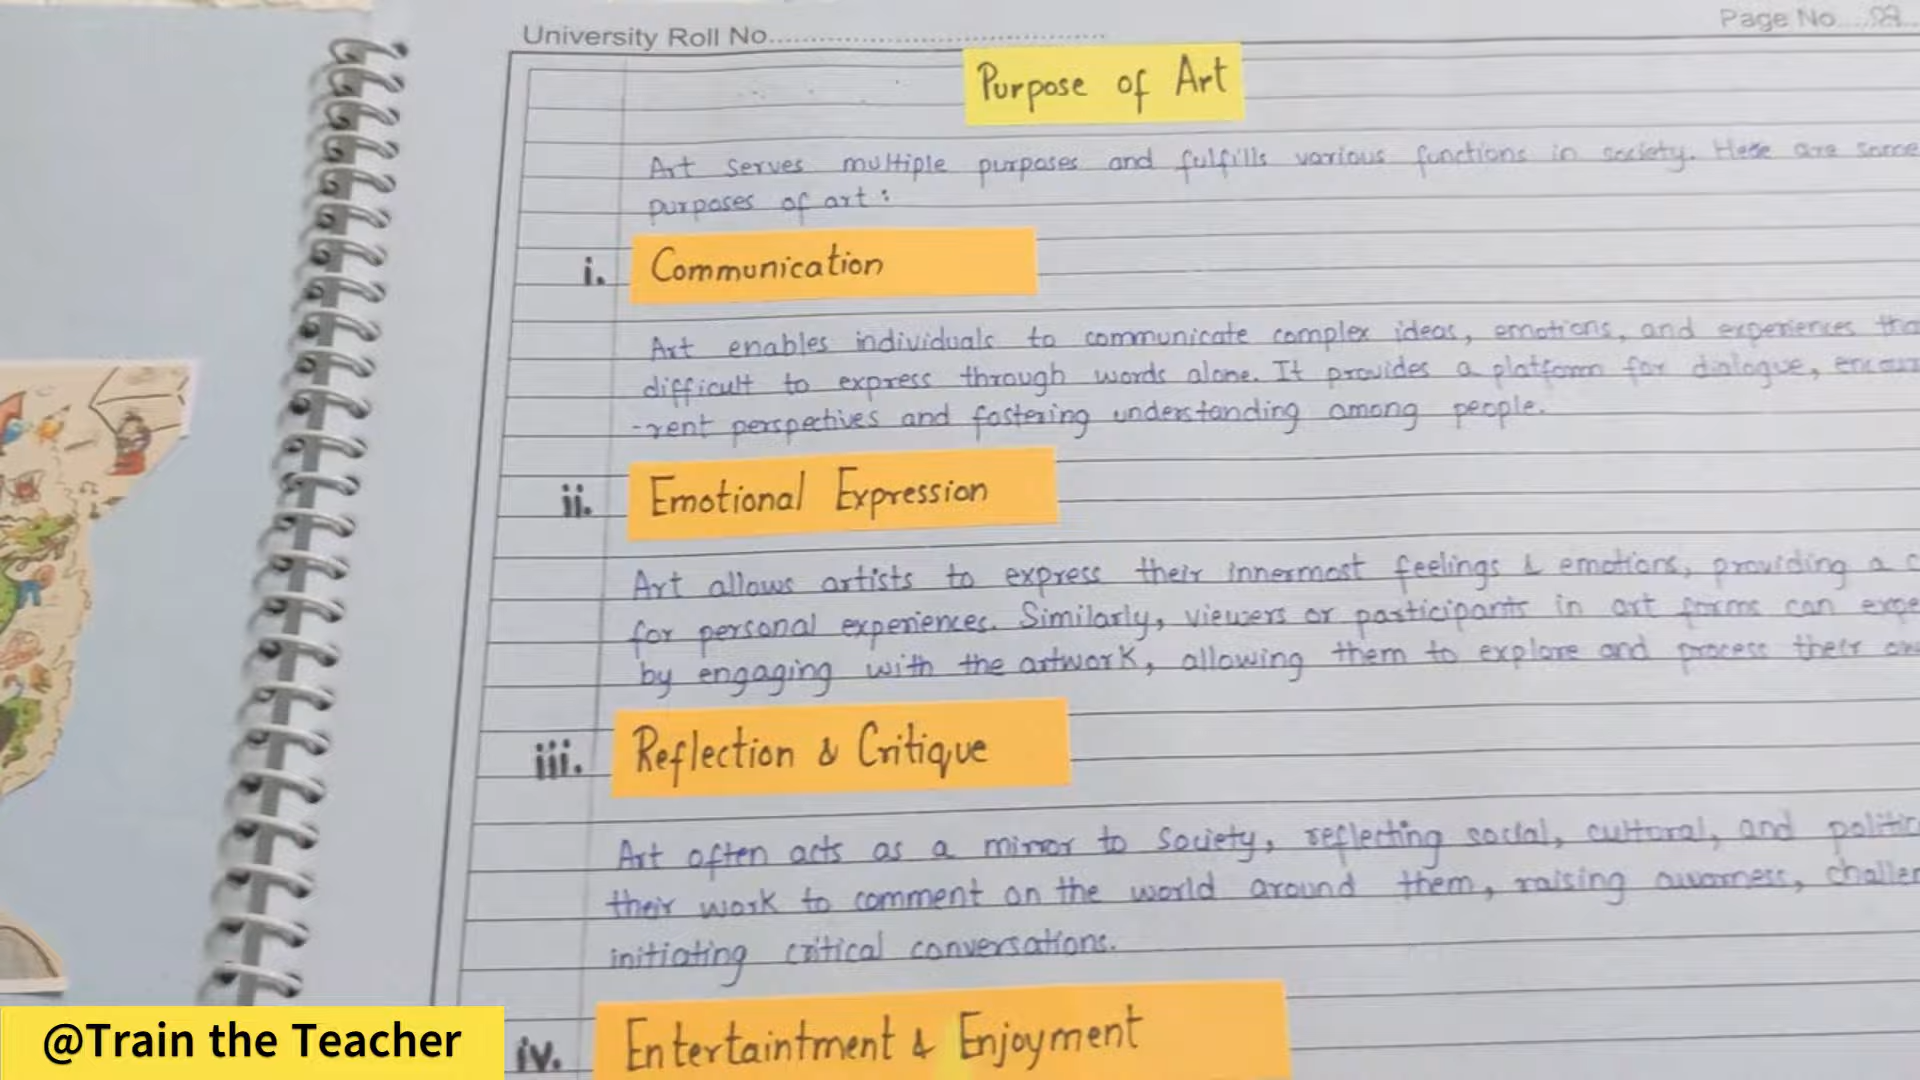 University Roll No.
Page No.
Purpose of Art
Art serves multiple purposes and fulfills various functions in society. Here are some
purposes of art :
i. Communication
Art enables individuals to communicate complex ideas, emotions, and experiences
difficult to express through words alone. It provides a platform for dialogue,
-rent perspectives and fostering understanding among people.
ii. Emotional Expression
Art allows artists to express their innermost feelings & emotions, providing a
for personal experiences. Similarly, viewers or participants in art forms can
by engaging with the artwork, allowing them to explore and process their
iii. Reflection & Critique
Art often acts as a mirror to society, reflecting social, cultural, and
their work to comment on the world around them, raising awarness,
initiating critical conversations.
iv. Entertaintment & Enjoyment
@Train the Teacher